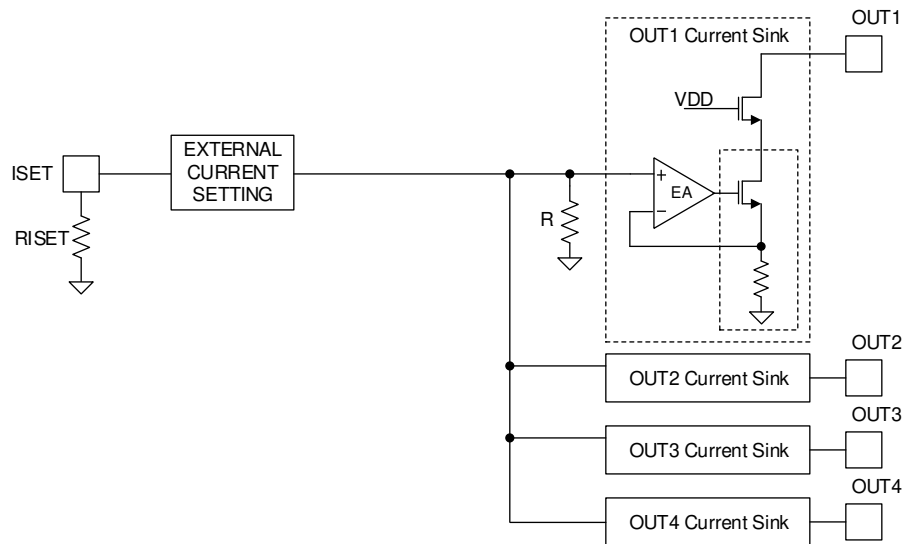 OUT1
OUT1 Current Sink
VDD
EXTERNAL
CURRENT
SETTING
ISET
+
EA
−
R
RISET
OUT2
OUT2 Current Sink
OUT3
OUT3 Current Sink
OUT4
OUT4 Current Sink